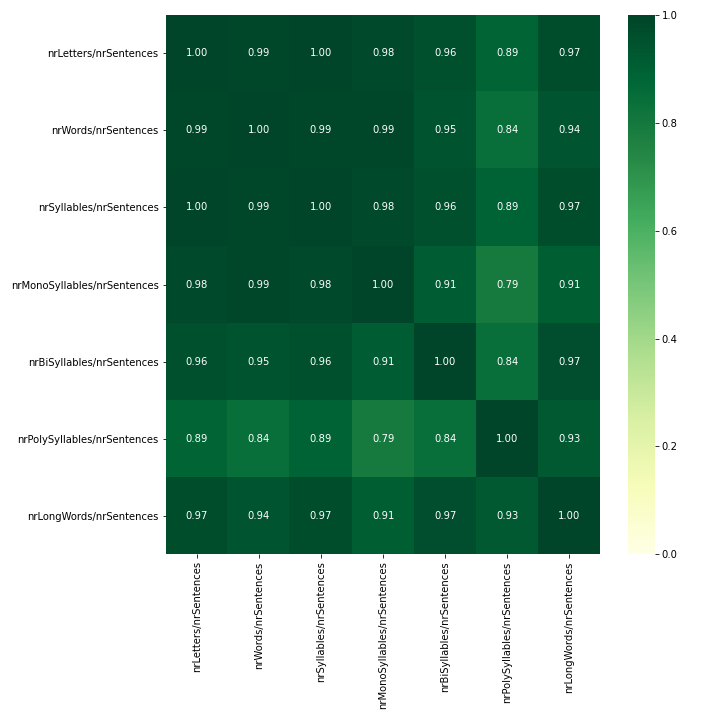 nrLetters/nrSentences 1.00 0.99 1.00 0.98 0.96 0.89 0.97
nrWords/nrSentences 0.99 1.00 0.99 0.99 0.95 0.84 0.94
nrSyllables/nrSentences 1.00 0.99 1.00 0.98 0.96 0.89 0.97
nrMonoSyllables/nrSentences 0.98 0.99 0.98 1.00 0.91 0.79 0.91
nrBiSyllables/nrSentences 0.96 0.95 0.96 0.91 1.00 0.84 0.97
nrPolySyllables/nrSentences 0.89 0.84 0.89 0.79 0.84 1.00 0.93
nrLongWords/nrSentences 0.97 0.94 0.97 0.91 0.97 0.93 1.00
nrLetters/nrSentences
nrWords/nrSentences
nrSyllables/nrSentences
nrMonoSyllables/nrSentences
nrBiSyllables/nrSentences
nrPolySyllables/nrSentences
nrLongWords/nrSentences
1.0
0.8
0.6
0.4
0.2
0.0